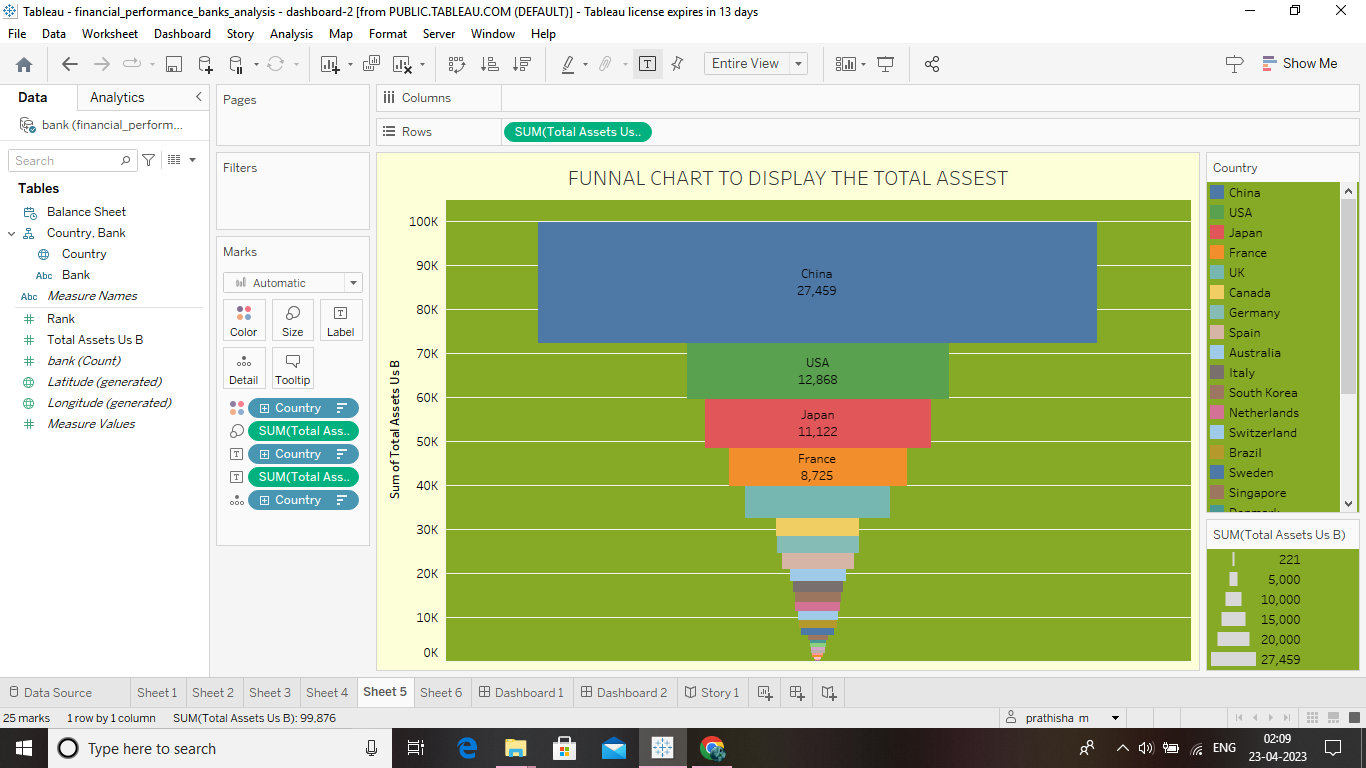 Tableau - financial_performance_banks_analysis - dashboard-2 [from PUBLIC.TABLEAU.COM (DEFAULT)] - Tableau license expires in 13 days
File Data Worksheet Dashboard Story Analysis Map Format Server Window Help
Entire View
Show Me
Data Analytics
bank (financial_perform...
Search
Tables
Balance Sheet
Country, Bank
Country
Abc Bank
Abc Measure Names
Rank
Total Assets Us B
bank (Count)
Latitude (generated)
Longitude (generated)
Measure Values
Pages
Filters
Marks
Automatic
Color Size Label
Detail Tooltip
Country
SUM(Total Ass..
Country
SUM(Total Ass..
Country
Columns
Rows
SUM(Total Assets Us..
FUNNAL CHART TO DISPLAY THE TOTAL ASSEST
Sum of Total Assets Us B
100K
90K
80K
70K
60K
50K
40K
30K
20K
10K
0K
China
27,459
USA
12,868
Japan
11,122
France
8,725
Country
China
USA
Japan
France
UK
Canada
Germany
Spain
Australia
Italy
South Korea
Netherlands
Switzerland
Brazil
Sweden
Singapore
SUM(Total Assets Us B)
221
5,000
10,000
15,000
20,000
27,459
Data Source Sheet 1 Sheet 2 Sheet 3 Sheet 4 Sheet 5 Sheet 6 Dashboard 1 Dashboard 2 Story 1
25 marks 1 row by 1 column SUM(Total Assets Us B): 99,876
prathisha m
Type here to search
ENG
02:09
23-04-2023